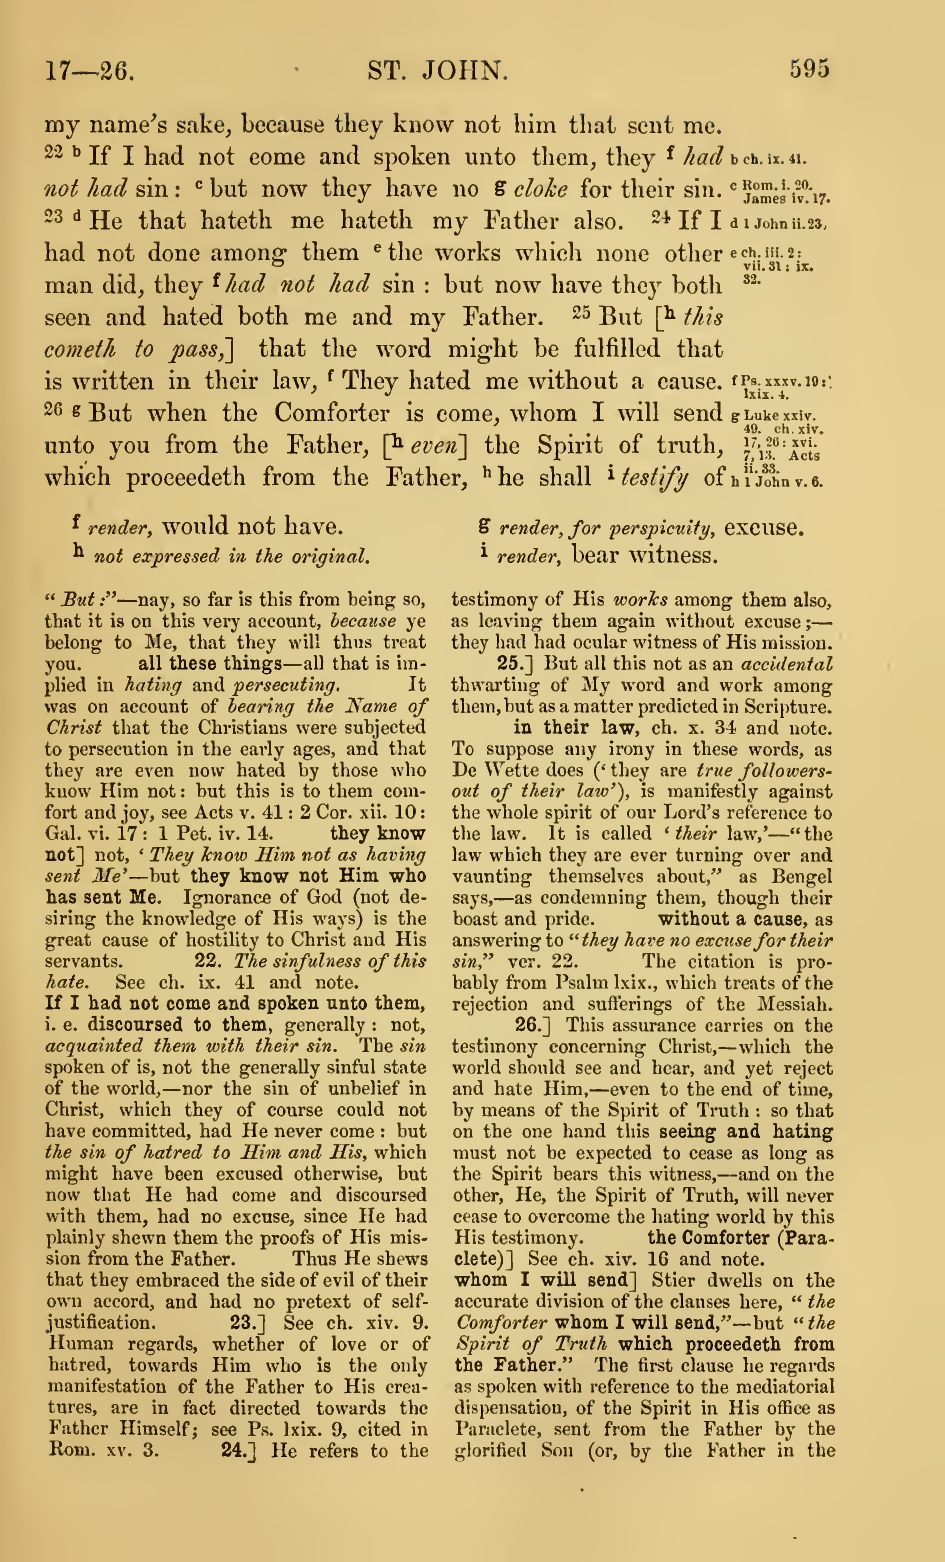 17—26. ST. JOHN. 595
my name's sake, because they know not him that sent me.
22 b If I had not come and spoken unto them, they f had
not had sin : c but now they have no g cloke for their sin.
23 d He that hateth me hateth my Father also. 24 If I
had not done among them e the works which none other
man did, they f had not had sin : but now have they both
seen and hated both me and my Father. 25 But [h this
cometh to pass,] that the word might be fulfilled that
is written in their law, f They hated me without a cause.
26 g But when the Comforter is come, whom I will send
unto you from the Father, [h even] the Spirit of truth,
which proceedeth from the Father, h he shall i testify of
b ch. ix. 41.
c Rom. i. 20.
James iv. 17.
d 1 John ii. 23,
e ch. iii. 2 :
vii. 31 : ix.
32.
f Ps. xxxv. 19 :
lxix. 4.
g Luke xxiv.
49. ch. xiv.
17, 26 : xvi.
7, 13. Acts
ii. 33.
h 1 John v. 6.
f render, would not have.
g render, for perspicuity, excuse.
h not expressed in the original.
i render, bear witness.
“ But :”—nay, so far is this from being so,
that it is on this very account, because ye
belong to Me, that they will thus treat
you. all these things—all that is im-
plied in hating and persecuting. It
was on account of bearing the Name of
Christ that the Christians were subjected
to persecution in the early ages, and that
they are even now hated by those who
know Him not : but this is to them com-
fort and joy, see Acts v. 41 : 2 Cor. xii. 10 :
Gal. vi. 17 : 1 Pet. iv. 14. they know
not] not, ‘ They know Him not as having
sent Me’—but they know not Him who
has sent Me. Ignorance of God (not de-
siring the knowledge of His ways) is the
great cause of hostility to Christ and His
servants. 22. The sinfulness of this
hate. See ch. ix. 41 and note.
If I had not come and spoken unto them,
i. e. discoursed to them, generally : not,
acquainted them with their sin. The sin
spoken of is, not the generally sinful state
of the world,—nor the sin of unbelief in
Christ, which they of course could not
have committed, had He never come : but
the sin of hatred to Him and His, which
might have been excused otherwise, but
now that He had come and discoursed
with them, had no excuse, since He had
plainly shewn them the proofs of His mis-
sion from the Father. Thus He shews
that they embraced the side of evil of their
own accord, and had no pretext of self-
justification. 23.] See ch. xiv. 9.
Human regards, whether of love or of
hatred, towards Him who is the only
manifestation of the Father to His crea-
tures, are in fact directed towards the
Father Himself; see Ps. lxix. 9, cited in
Rom. xv. 3. 24.] He refers to the
testimony of His works among them also,
as leaving them again without excuse ;—
they had had ocular witness of His mission.
25.] But all this not as an accidental
thwarting of My word and work among
them, but as a matter predicted in Scripture.
in their law, ch. x. 34 and note.
To suppose any irony in these words, as
De Wette does (‘ they are true followers-
out of their law’), is manifestly against
the whole spirit of our Lord's reference to
the law. It is called ‘ their law,’—“ the
law which they are ever turning over and
vaunting themselves about,” as Bengel
says,—as condemning them, though their
boast and pride. without a cause, as
answering to “ they have no excuse for their
sin,” ver. 22. The citation is pro-
bably from Psalm lxix., which treats of the
rejection and sufferings of the Messiah.
26.] This assurance carries on the
testimony concerning Christ,—which the
world should see and hear, and yet reject
and hate Him,—even to the end of time,
by means of the Spirit of Truth : so that
on the one hand this seeing and hating
must not be expected to cease as long as
the Spirit bears this witness,—and on the
other, He, the Spirit of Truth, will never
cease to overcome the hating world by this
His testimony. the Comforter (Para-
clete)] See ch. xiv. 16 and note.
whom I will send] Stier dwells on the
accurate division of the clauses here, “ the
Comforter whom I will send,”—but “ the
Spirit of Truth which proceedeth from
the Father.” The first clause he regards
as spoken with reference to the mediatorial
dispensation, of the Spirit in His office as
Paraclete, sent from the Father by the
glorified Son (or, by the Father in the